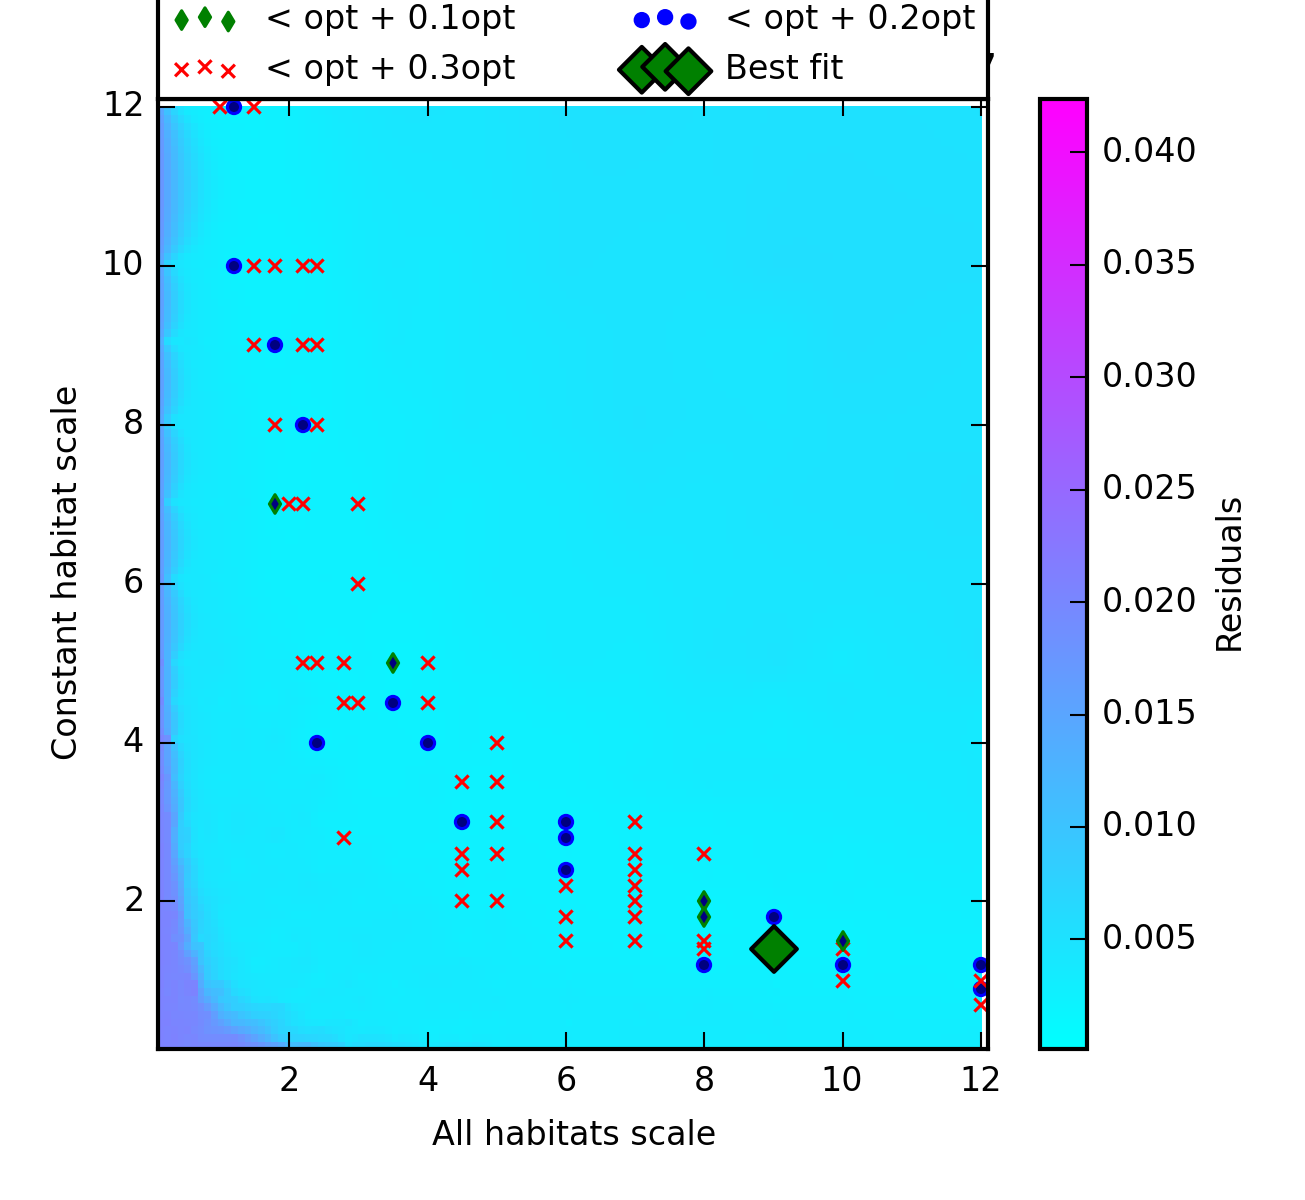 < opt + 0.1opt < opt + 0.2opt
< opt + 0.3opt Best fit
12
10
8
6
4
2
Constant habitat scale
2 4 6 8 10 12
All habitats scale
0.040
0.035
0.030
0.025
0.020
0.015
0.010
0.005
Residuals